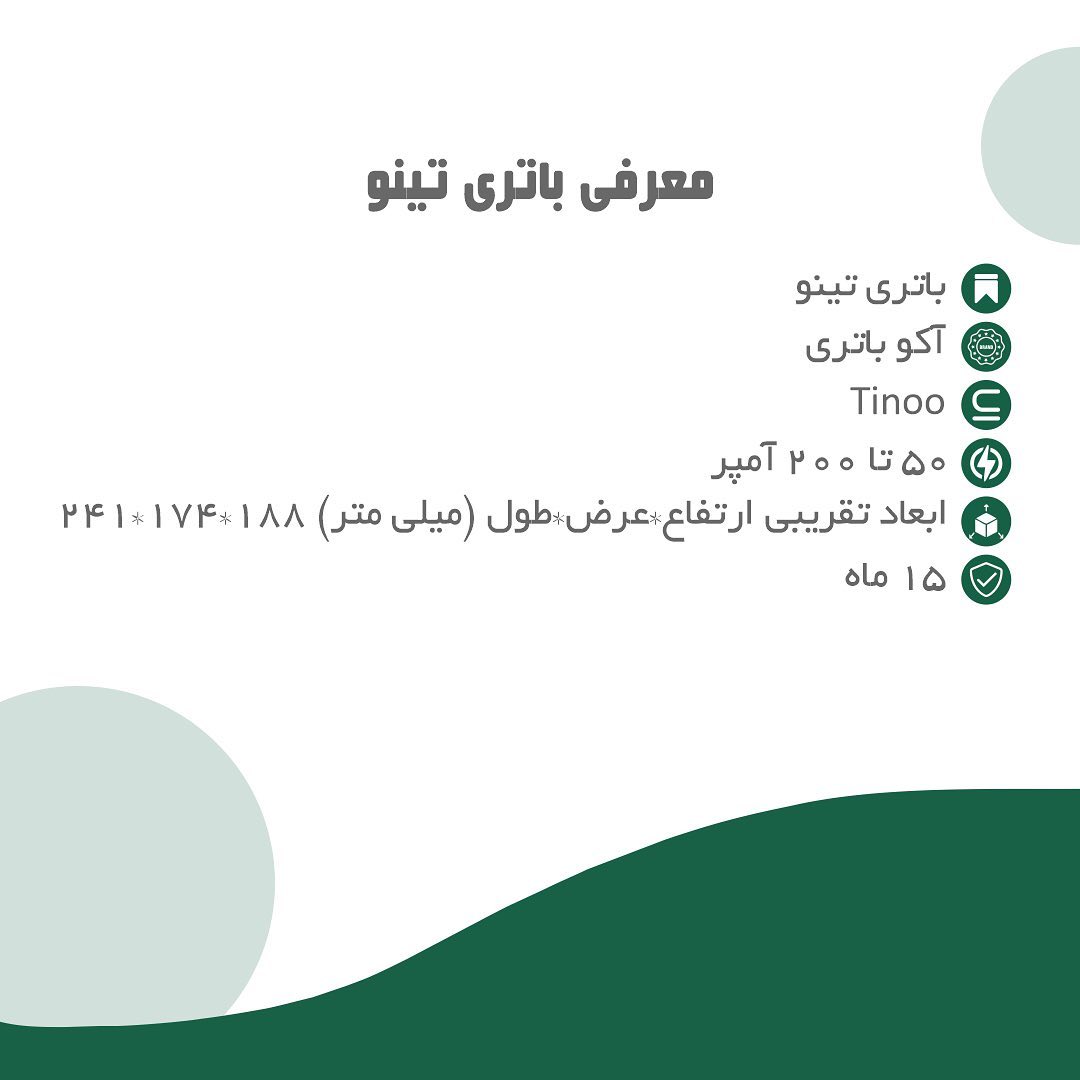 معرفی باتری تینو
باتری تینو
BRAND
آکو باتری
Tinoo
۵۰ تا ۲۰۰ آمپر
ابعاد تقریبی ارتفاع*عرض*طول (میلی متر) ۱۸۸*۱۷۴*۲۴۱
۱۵ ماه